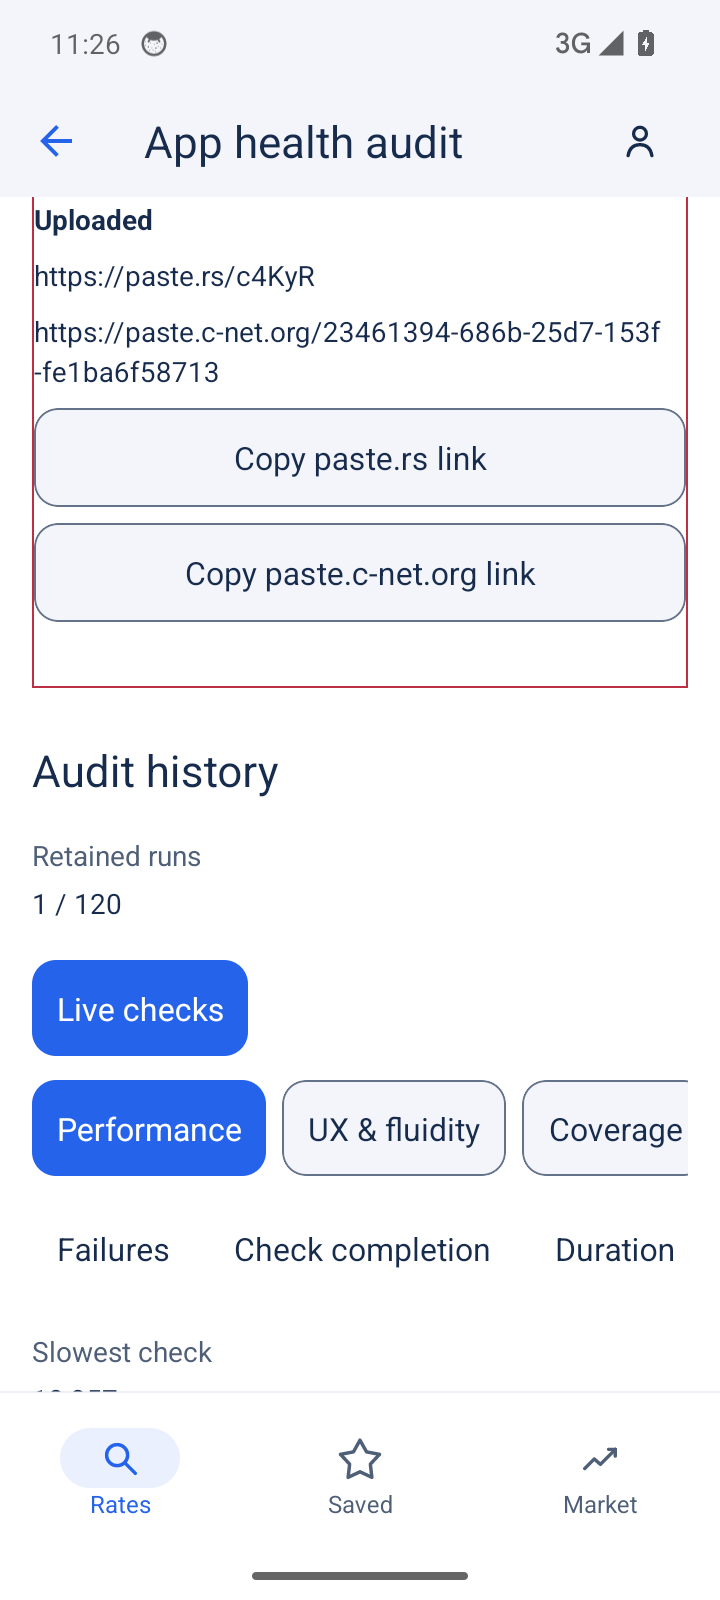 11:26
3G
App health audit
Uploaded
https://paste.rs/c4KyR
https://paste.c-net.org/23461394-686b-25d7-153f
-fe1ba6f58713
Copy paste.rs link
Copy paste.c-net.org link
Audit history
Retained runs
1 / 120
Live checks
Performance
UX & fluidity
Coverage
Failures
Check completion
Duration
Slowest check
Rates
Saved
Market